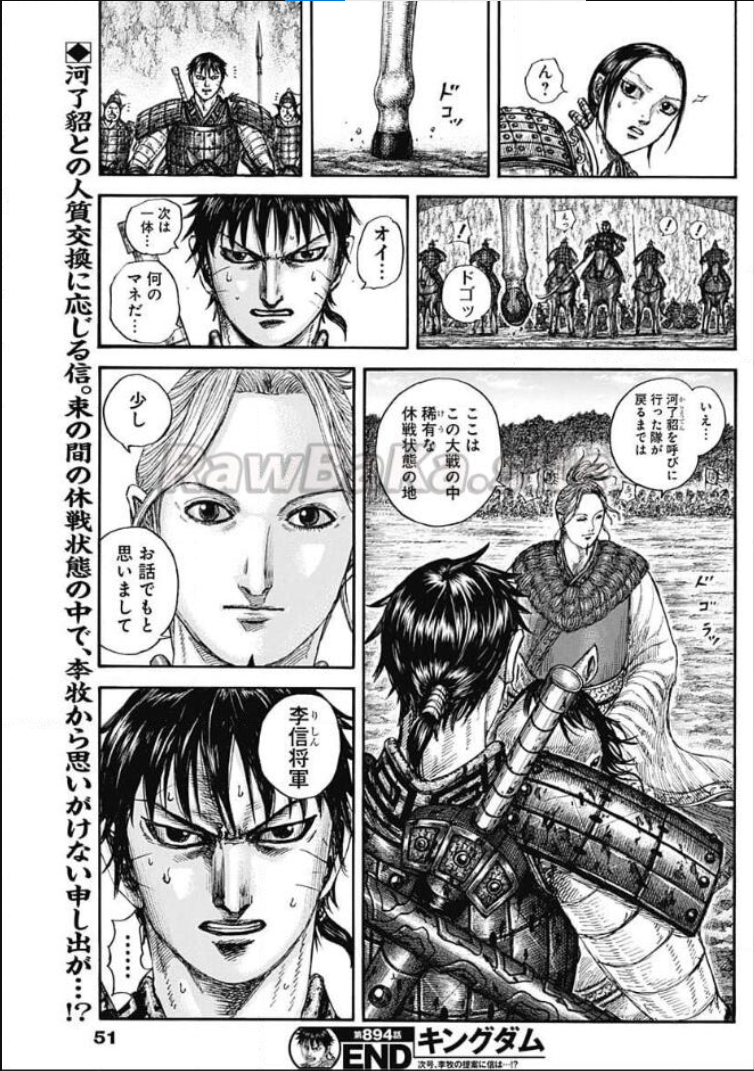 ん?
ドコッ
オイ…
次は
一体…
何の
マネだ…
ドゴッ
いえ…
河了貂を呼びに
行った隊が
戻るまでは
ここは
この大戦の中
稀有な
休戦状態の地
ドゴラッ
少し
お話でもと
思いまして
李信将軍
……
◆河了貂との人質交換に応じる信。束の間の休戦状態の中で、李牧から思いがけない申し出が…!?
51
第894話
END
キングダム
次号、李牧の提案に信は…!?